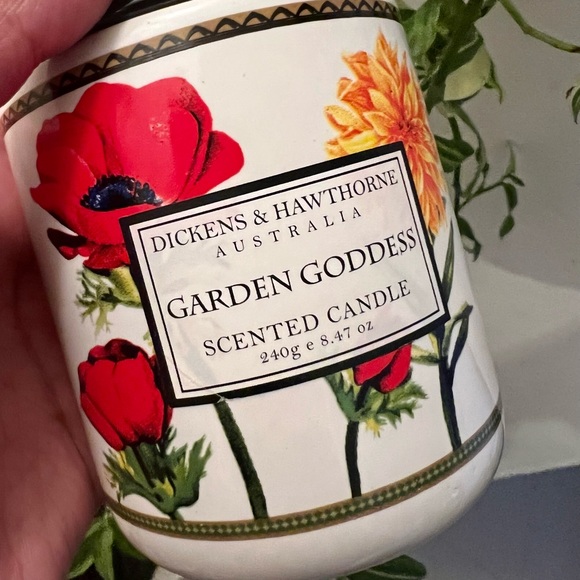 DICKENS & HAWTHORNE
AUSTRALIA
GARDEN GODDESS
SCENTED CANDLE
240g e 8.47 oz